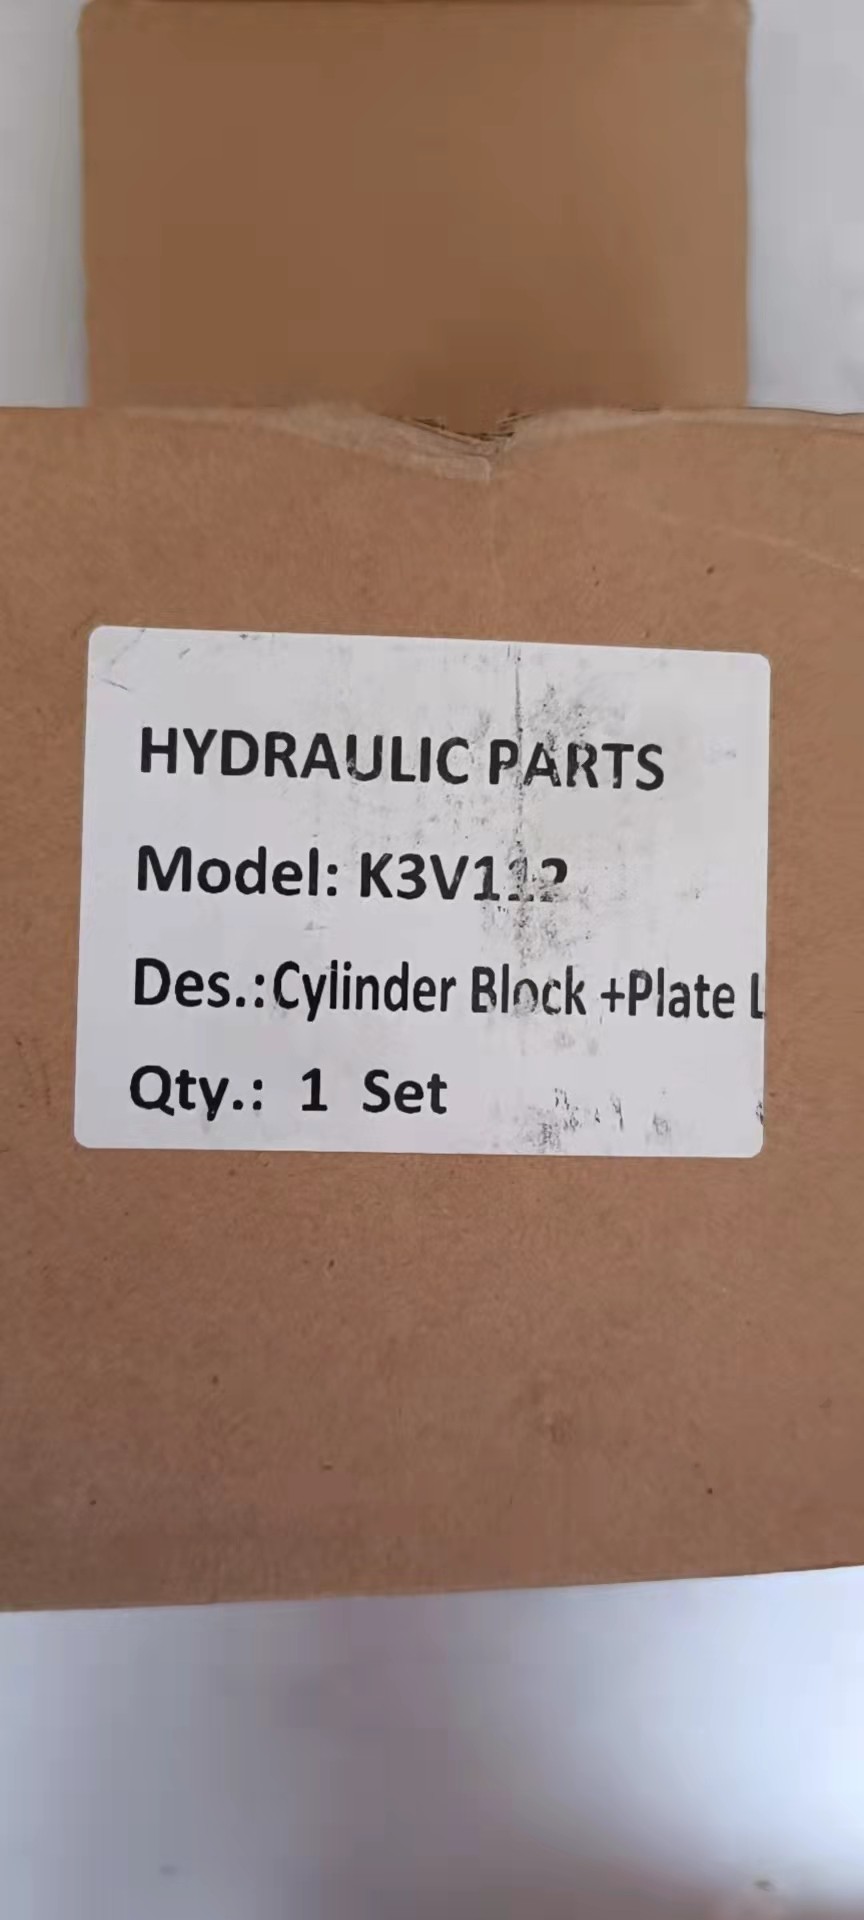 HYDRAULIC PARTS
Model: K3V112
Des.:Cylinder Block +Plate L
Qty.: 1 Set